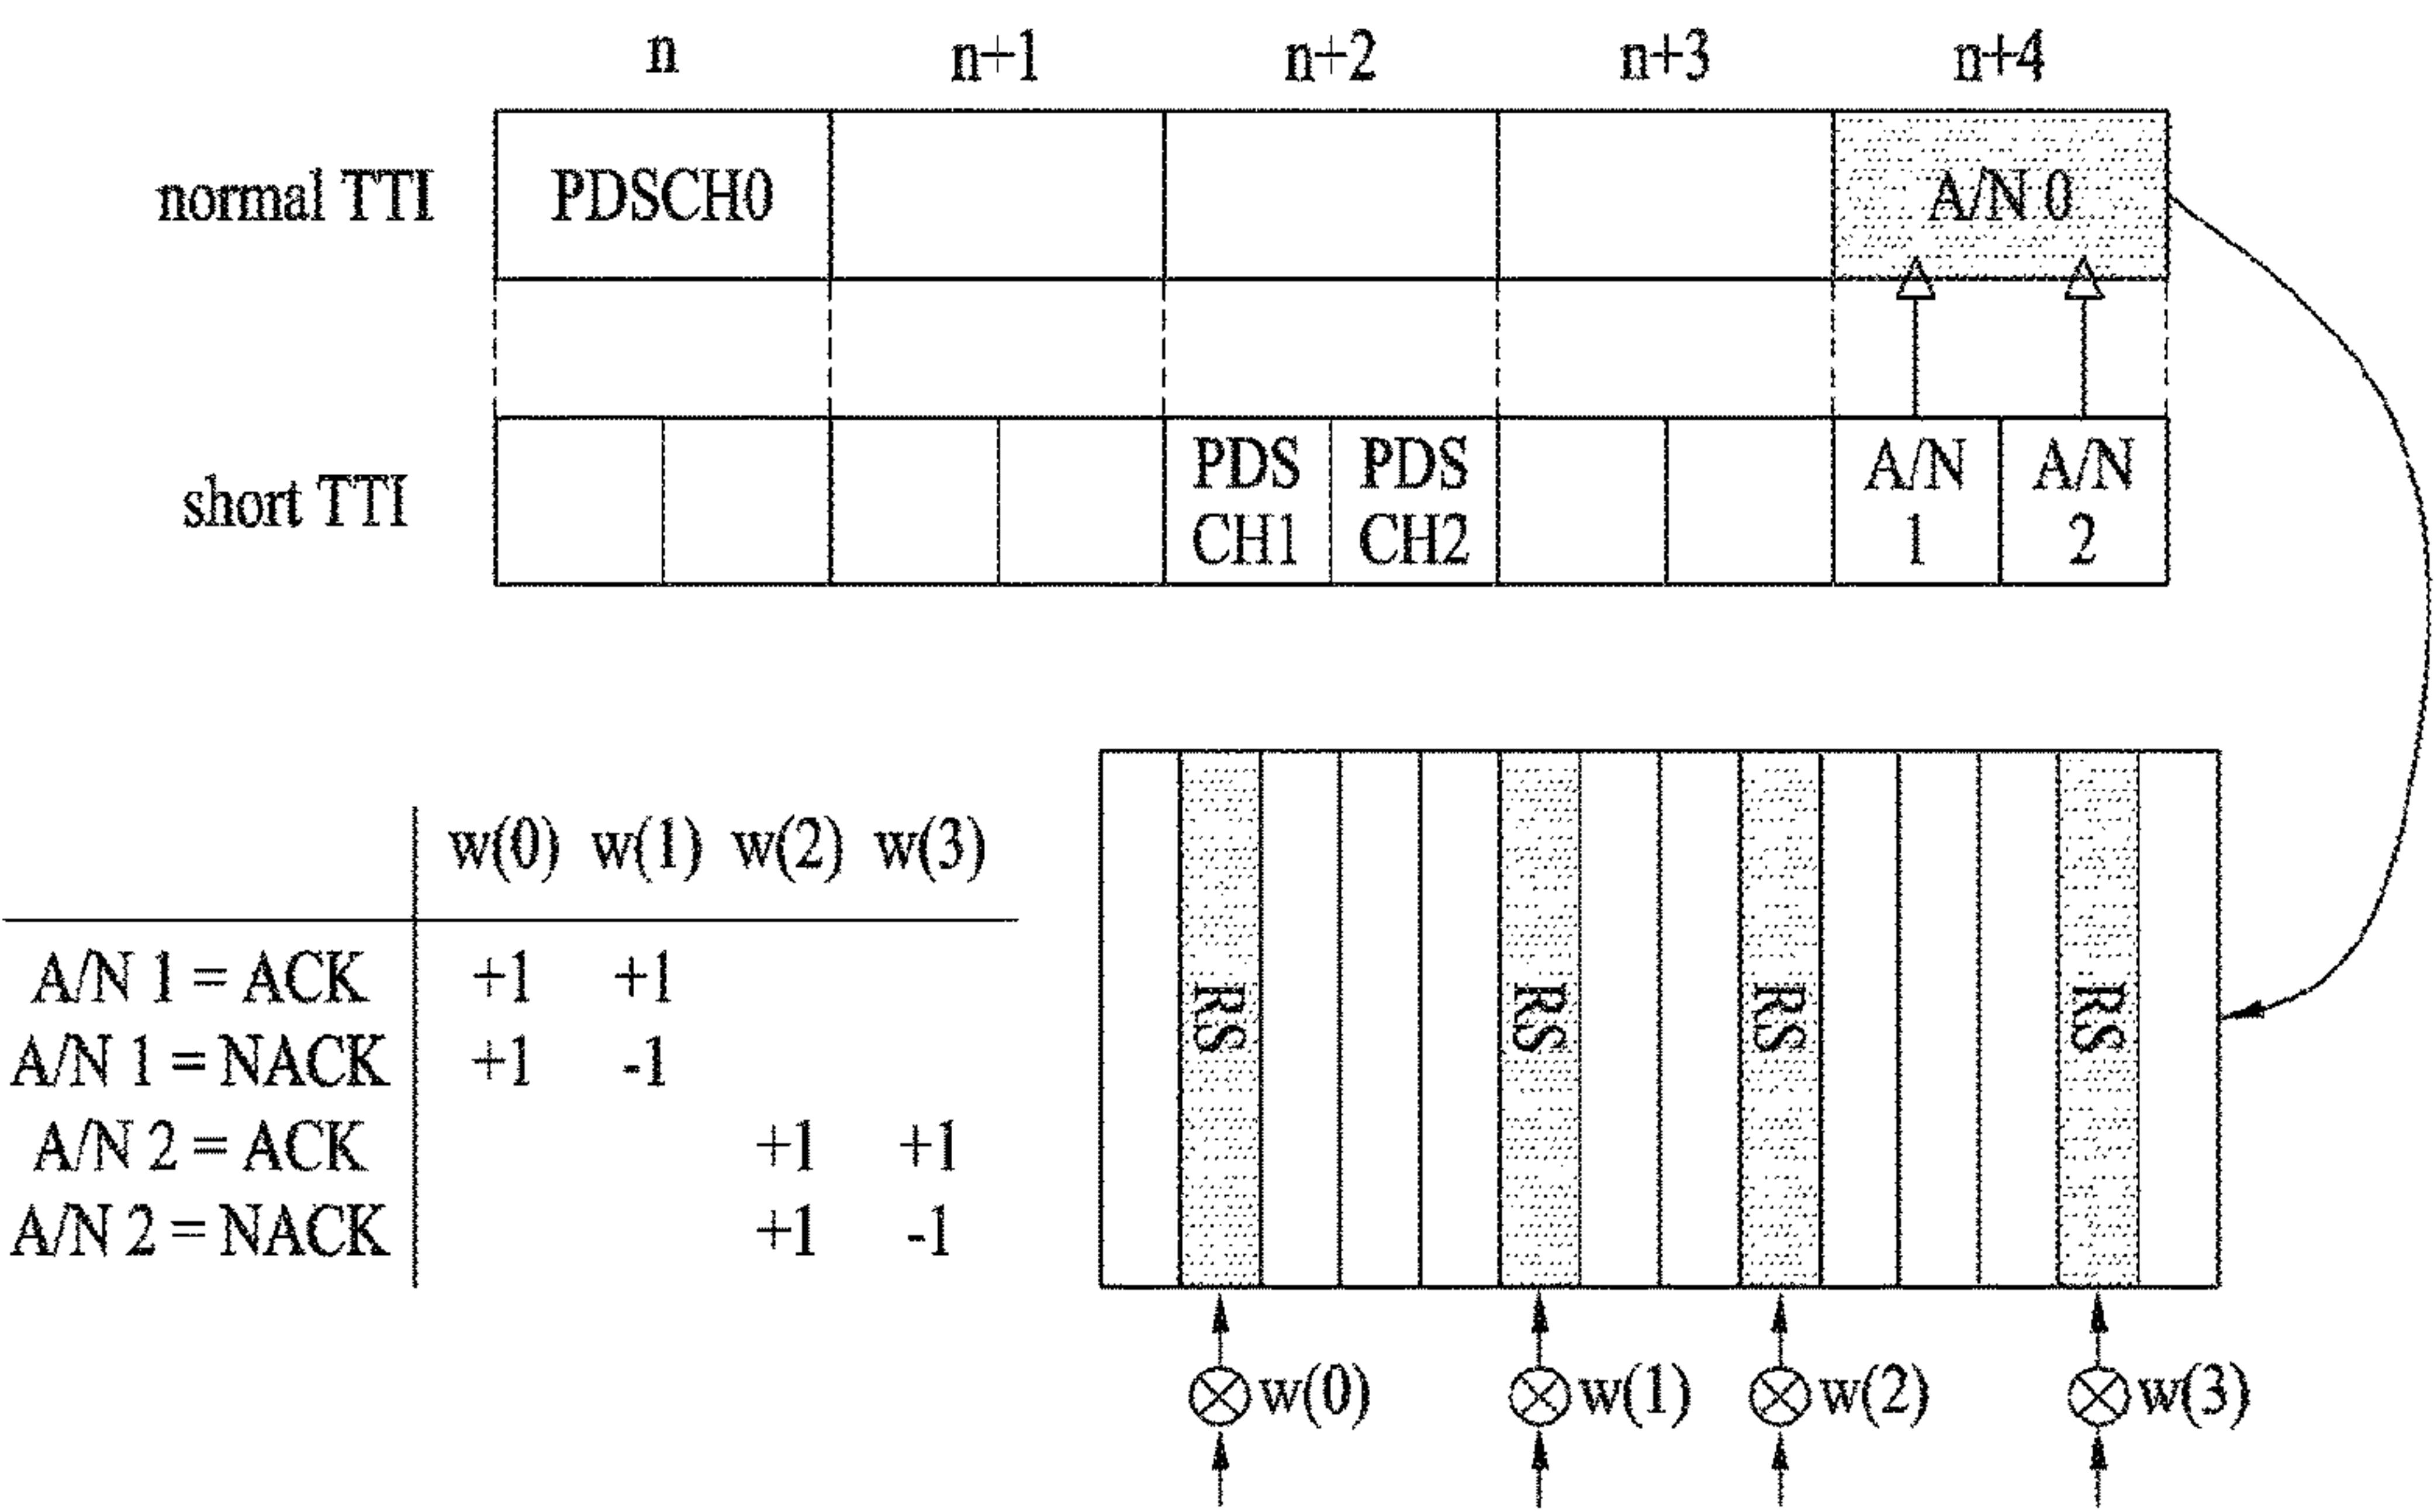 n n+1 n+2 n+3 n+4
normal TTI PDSCH0 A/N 0
short TTI PDS CH1 PDS CH2 A/N 1 A/N 2
w(0) w(1) w(2) w(3)
A/N 1 = ACK +1 +1
A/N 1 = NACK +1 -1
A/N 2 = ACK +1 +1
A/N 2 = NACK +1 -1
RS RS RS RS
w(0) w(1) w(2) w(3)